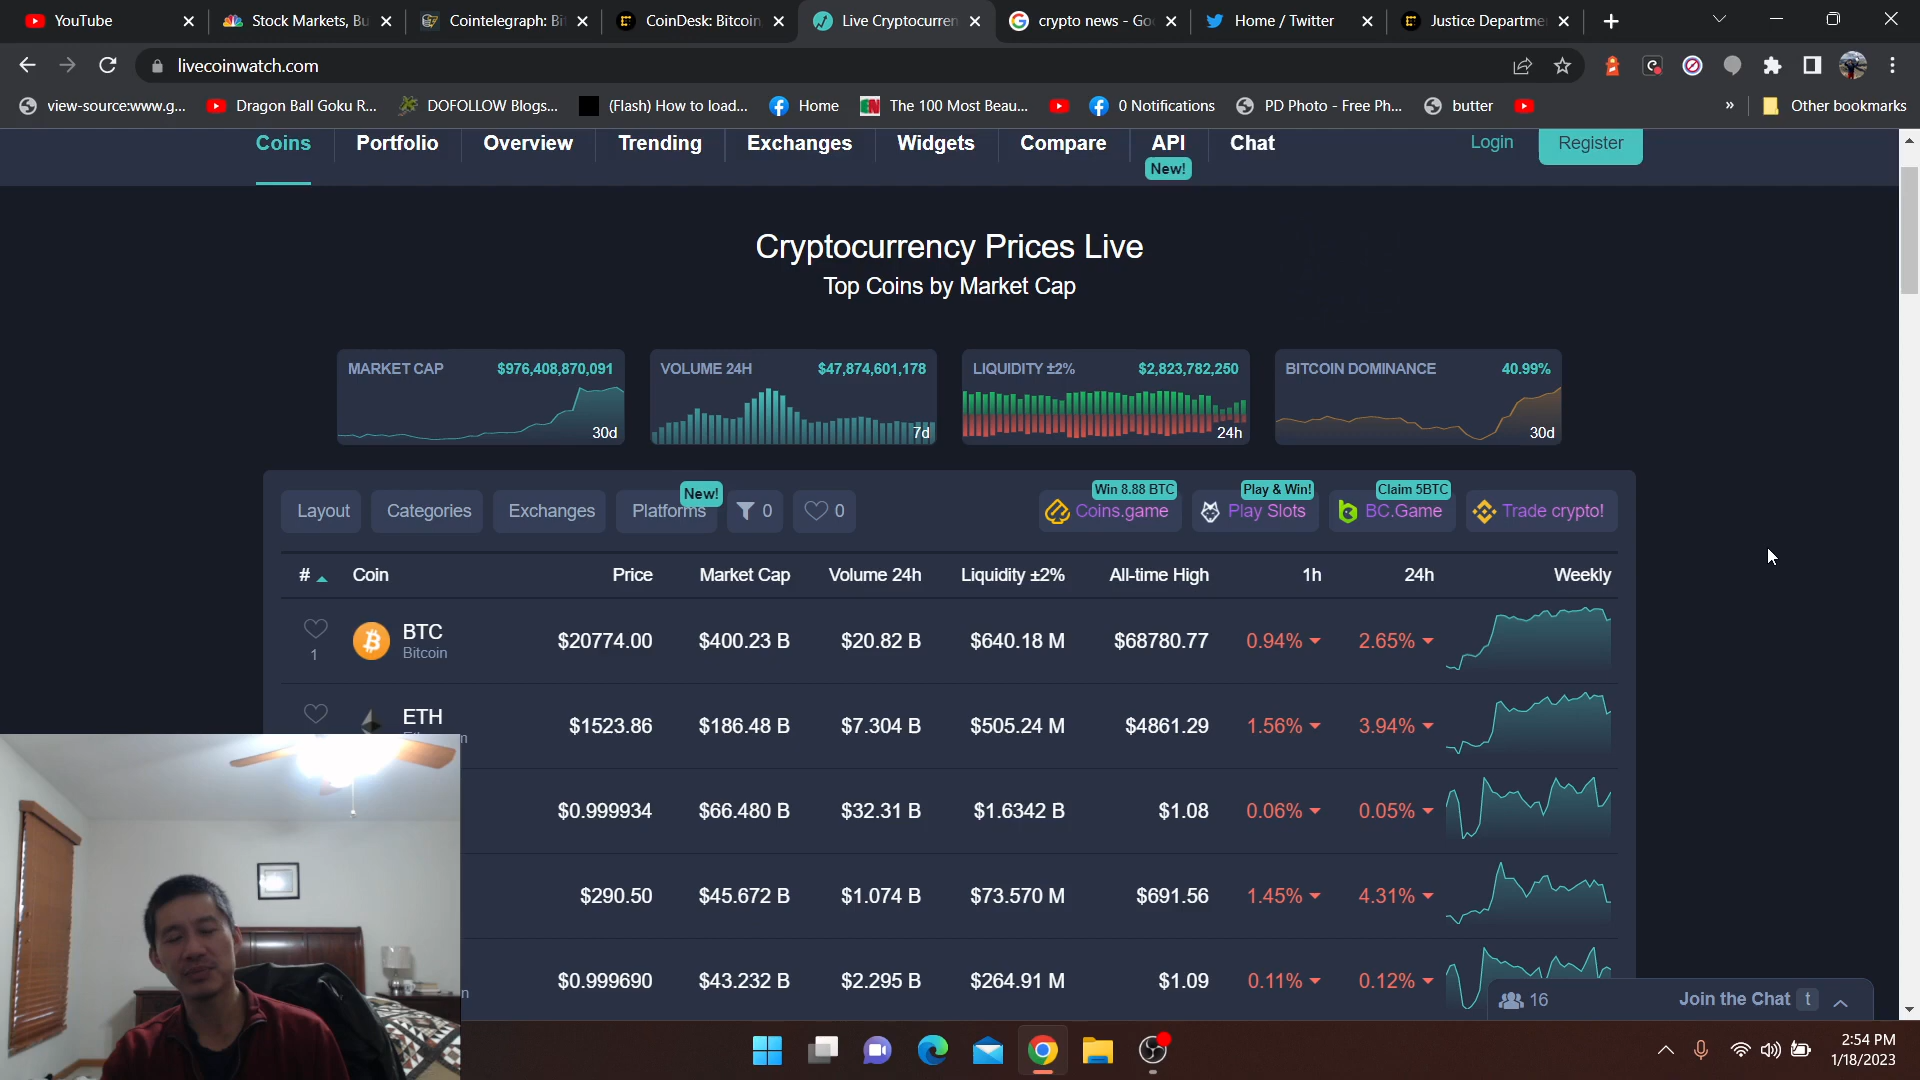 YouTube
Stock Markets, Bu
Cointelegraph: Bit
CoinDesk: Bitcoin,
Live Cryptocurren
crypto news - Goo
Home / Twitter
Justice Departme
livecoinwatch.com
view-source:www.g...
Dragon Ball Goku R...
DOFOLLOW Blogs...
(Flash) How to load...
Home
The 100 Most Beau...
0 Notifications
PD Photo - Free Ph...
butter
»
Other bookmarks
Coins Portfolio Overview Trending Exchanges Widgets Compare API Chat Login Register
New!
Cryptocurrency Prices Live
Top Coins by Market Cap
MARKET CAP $976,408,870,091
30d
VOLUME 24H $47,874,601,178
7d
LIQUIDITY ±2% $2,823,782,250
24h
BITCOIN DOMINANCE 40.99%
30d
New! Win 8.88 BTC Play & Win! Claim 5BTC
Layout Categories Exchanges Platforms 0 0 Coins.game Play Slots BC.Game Trade crypto!
# Coin Price Market Cap Volume 24h Liquidity ±2% All-time High 1h 24h Weekly
1 BTC $20774.00 $400.23 B $20.82 B $640.18 M $68780.77 0.94% 2.65%
Bitcoin
ETH $1523.86 $186.48 B $7.304 B $505.24 M $4861.29 1.56% 3.94%
$0.999934 $66.480 B $32.31 B $1.6342 B $1.08 0.06% 0.05%
$290.50 $45.672 B $1.074 B $73.570 M $691.56 1.45% 4.31%
$0.999690 $43.232 B $2.295 B $264.91 M $1.09 0.11% 0.12%
16 Join the Chat t
2:54 PM
1/18/2023